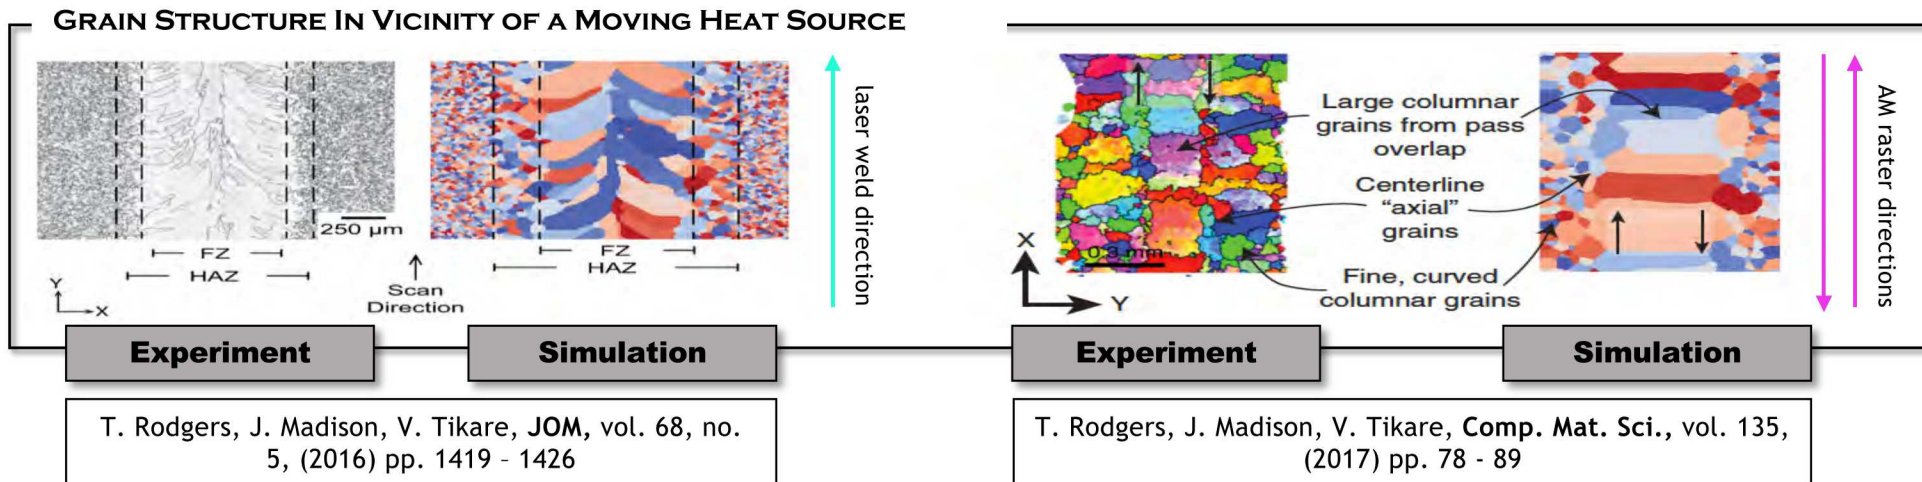 GRAIN STRUCTURE IN VICINITY OF A MOVING HEAT SOURCE
250 µm
FZ
HAZ
Y
X
Scan
Direction
FZ
HAZ
laser weld direction
Experiment
Simulation
T. Rodgers, J. Madison, V. Tikare, JOM, vol. 68, no.
5, (2016) pp. 1419 – 1426
Large columnar
grains from pass
overlap
Centerline
“axial”
grains
Fine, curved
columnar grains
0.3 mm
X
Y
AM raster directions
Experiment
Simulation
T. Rodgers, J. Madison, V. Tikare, Comp. Mat. Sci., vol. 135,
(2017) pp. 78 - 89